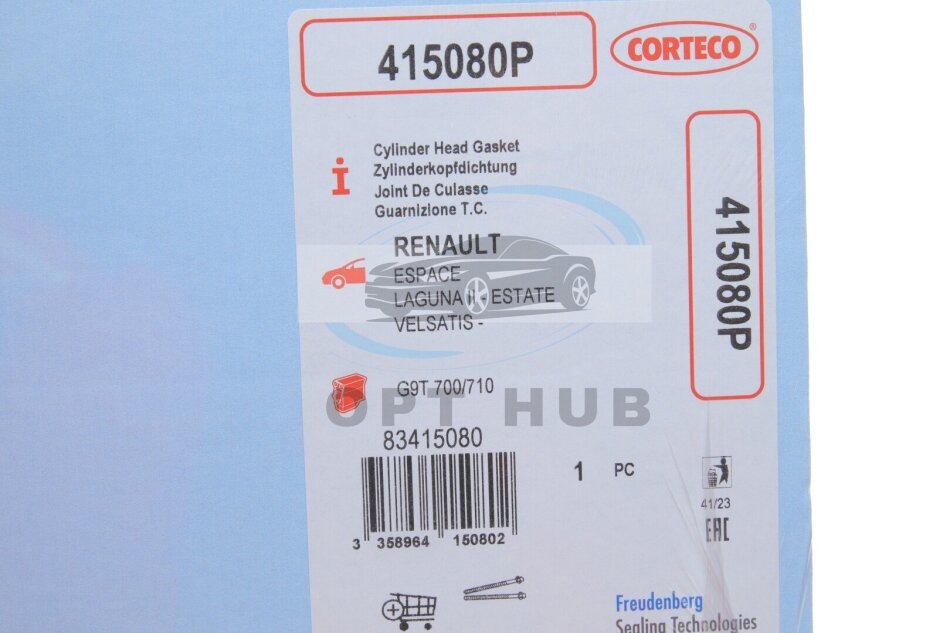 415080P
CORTECO®
Cylinder Head Gasket
Zylinderkopfdichtung
Joint De Culasse
Guarnizione T.C.
415080P
RENAULT
ESPACE
LAGUNA II - ESTATE
VELSATIS -
G9T 700/710
OPT HUB
83415080
1 PC
3 358964 150802
41/23
EAC
Freudenberg
Sealing Technologies